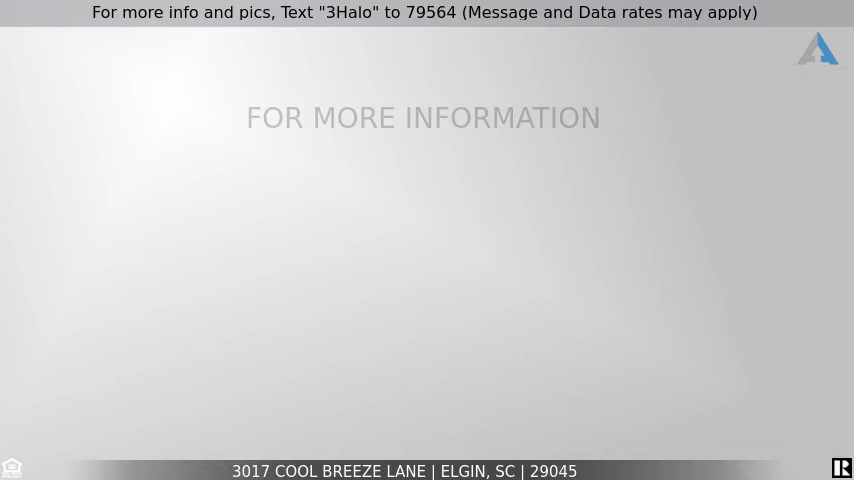 For more info and pics, Text "3Halo" to 79564 (Message and Data rates may apply)
FOR MORE INFORMATION
3017 COOL BREEZE LANE | ELGIN, SC | 29045